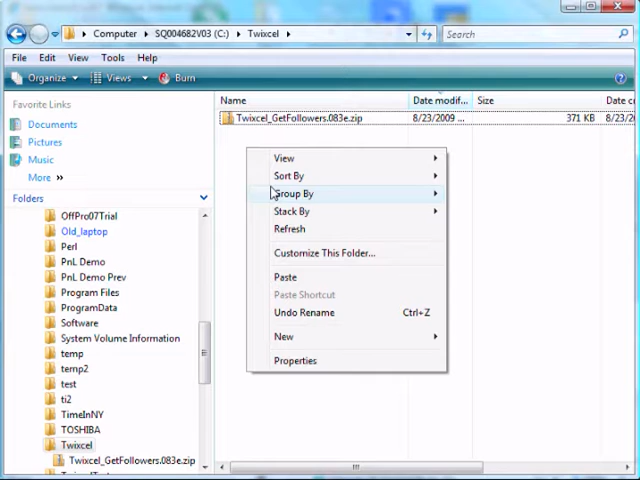 Computer SQ004682V03 (C:) Twixcel Search
File Edit View Tools Help
Organize Views Burn
Favorite Links
Documents
Pictures
Music
More »
Folders
OffPro07Trial
Old_laptop
Perl
PnL Demo
PnL Demo Prev
Program Files
ProgramData
Software
System Volume Information
temp
temp2
test
ti2
TimeInNY
TOSHIBA
Twixcel
Twixcel_GetFollowers.083e.zip
Name Date modif... Size Date c
Twixcel_GetFollowers.083e.zip 8/23/2009 ... 371 KB 8/23/2
View
Sort By
Group By
Stack By
Refresh
Customize This Folder...
Paste
Paste Shortcut
Undo Rename Ctrl+Z
New
Properties